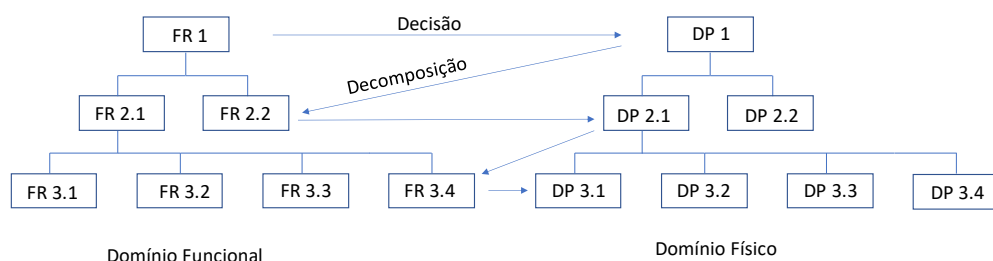 FR 1
Decisão
DP 1
Decomposição
FR 2.1
FR 2.2
DP 2.1
DP 2.2
FR 3.1
FR 3.2
FR 3.3
FR 3.4
DP 3.1
DP 3.2
DP 3.3
DP 3.4
Domínio Funcional
Domínio Físico